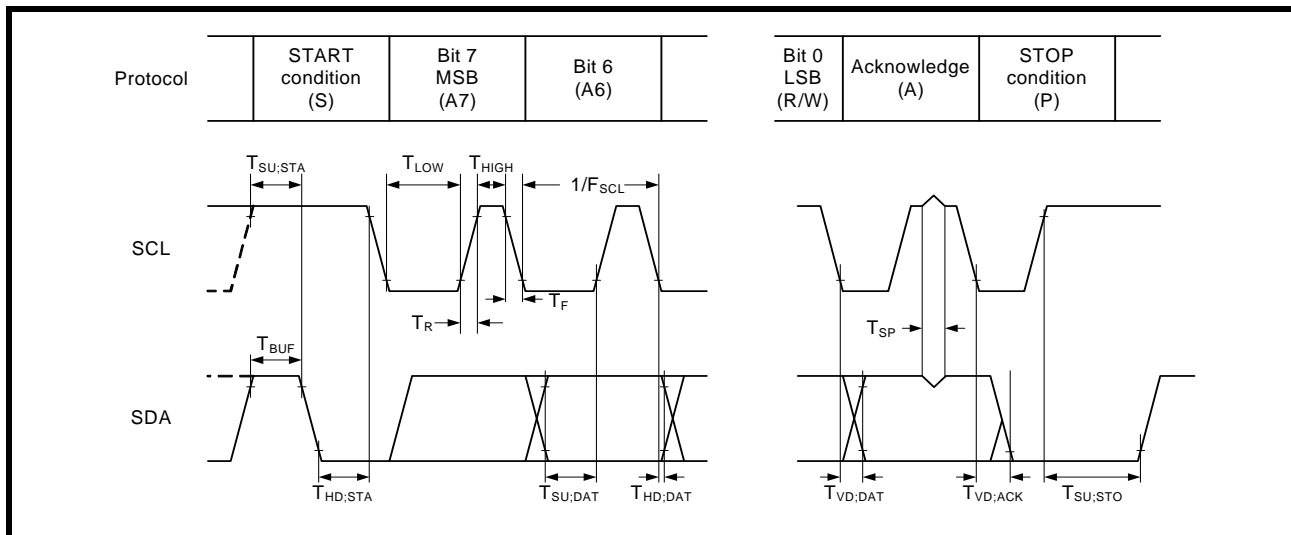 Protocol
START
condition
(S)
Bit 7
MSB
(A7)
Bit 6
(A6)
Bit 0
LSB
(R/W)
Acknowledge
(A)
STOP
condition
(P)
TSU;STA
TLOW
THIGH
1/FSCL
SCL
TR
TF
TSP
TBUF
SDA
THD;STA
TSU;DAT
THD;DAT
TVD;DAT
TVD;ACK
TSU;STO